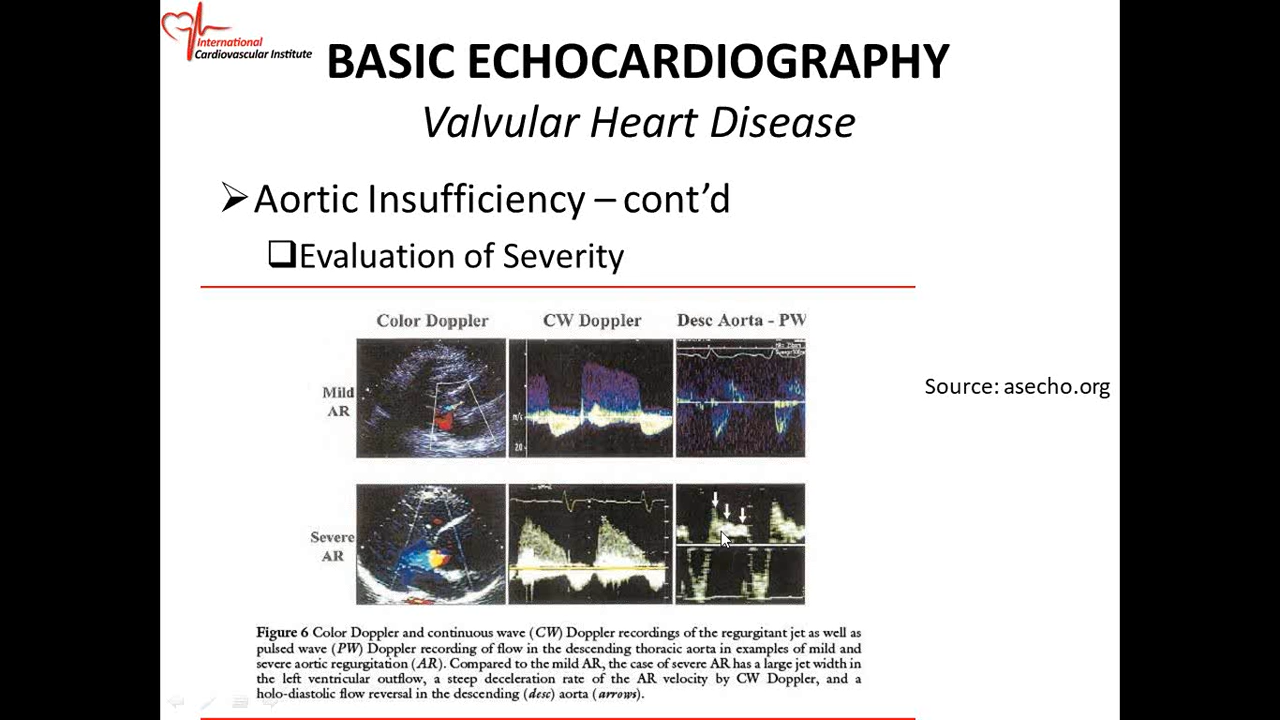 International
Cardiovascular Institute
BASIC ECHOCARDIOGRAPHY
Valvular Heart Disease
Aortic Insufficiency – cont’d
Evaluation of Severity
Color Doppler CW Doppler Desc Aorta - PW
Mild
AR
Source: asecho.org
Severe
AR
Figure 6 Color Doppler and continuous wave (CW) Doppler recordings of the regurgitant jet as well as
pulsed wave (PW) Doppler recording of flow in the descending thoracic aorta in examples of mild and
severe aortic regurgitation (AR). Compared to the mild AR, the case of severe AR has a large jet width in
the left ventricular outflow, a steep deceleration rate of the AR velocity by CW Doppler, and a
holo-diastolic flow reversal in the descending (desc) aorta (arrows).